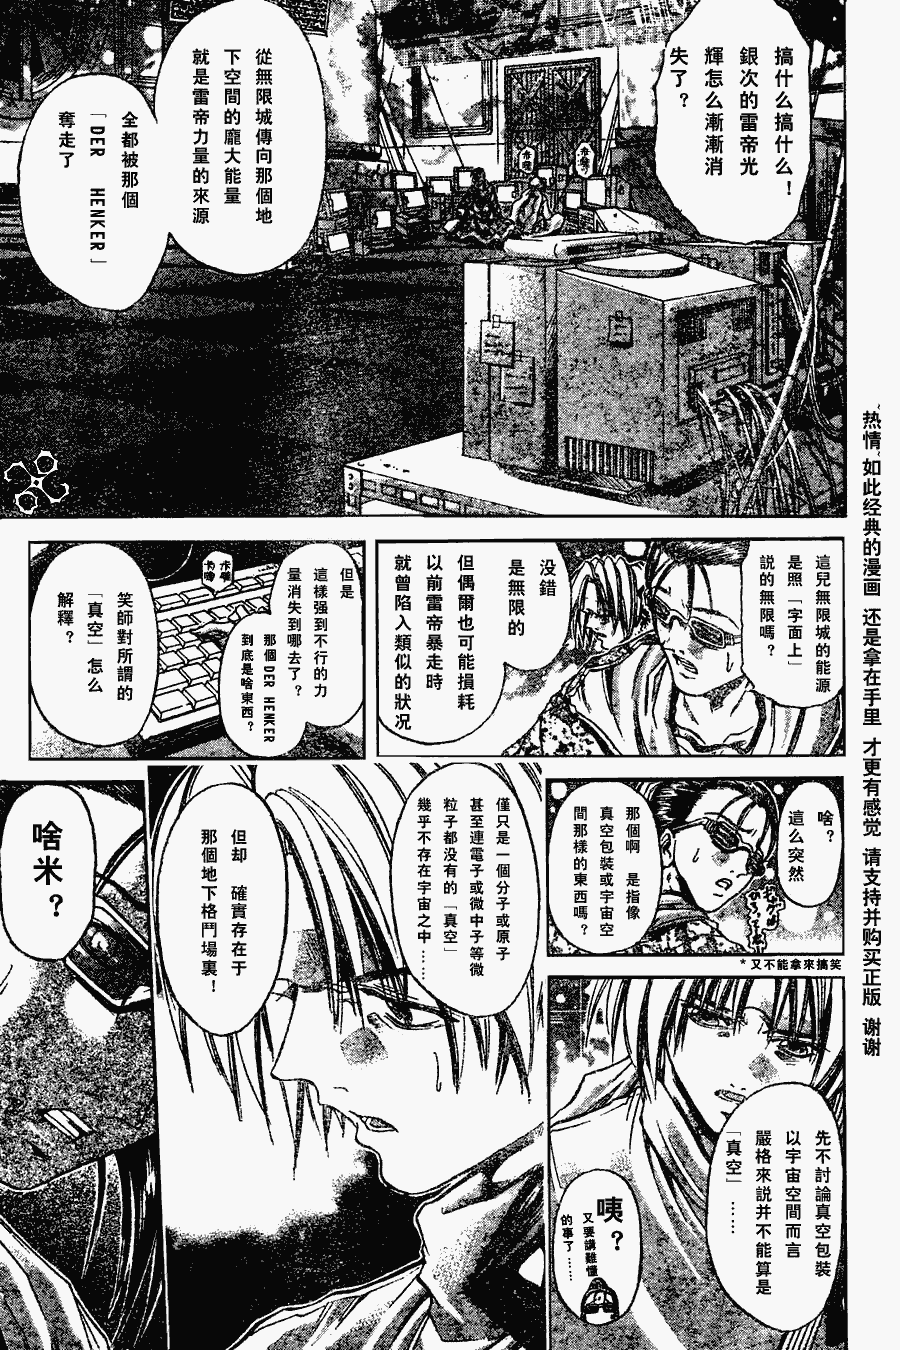 搞什么搞什么！
銀次的雷帝光
輝怎么漸漸消
失了？
從無限城傳向那個地
下空間的龐大能量
就是雷帝力量的來源
全都被那個
「DER HENKER」
奪走了
卡噠
卡噠
這兒無限城的能源
是照「字面上」
説的無限嗎？
没錯
是無限的
但偶爾也可能損耗
以前雷帝暴走時
就曾陷入類似的狀况
但是
這樣强到不行的力
量消失到哪去了？
那個 DER HENKER
到底是啥東西？
卡噠
卡噠
笑師對所謂的
「真空」怎么
解釋？
啥？
這么突然
那個啊 是指像
真空包裝或宇宙空
間那樣的東西嗎？
*又不能拿來搞笑
先不討論真空包裝
以宇宙空間而言
嚴格來説并不能算是
「真空」……
咦？
又要講難懂
的事了……
僅只是一個分子或原子
甚至連電子或微中子等微
粒子都没有的「真空」
幾乎不存在宇宙之中……
但却 確實存在于
那個地下格鬥場裏！
啥米？
热情 如此经典的漫画 还是拿在手里 才更有感觉 请支持并购买正版 谢谢